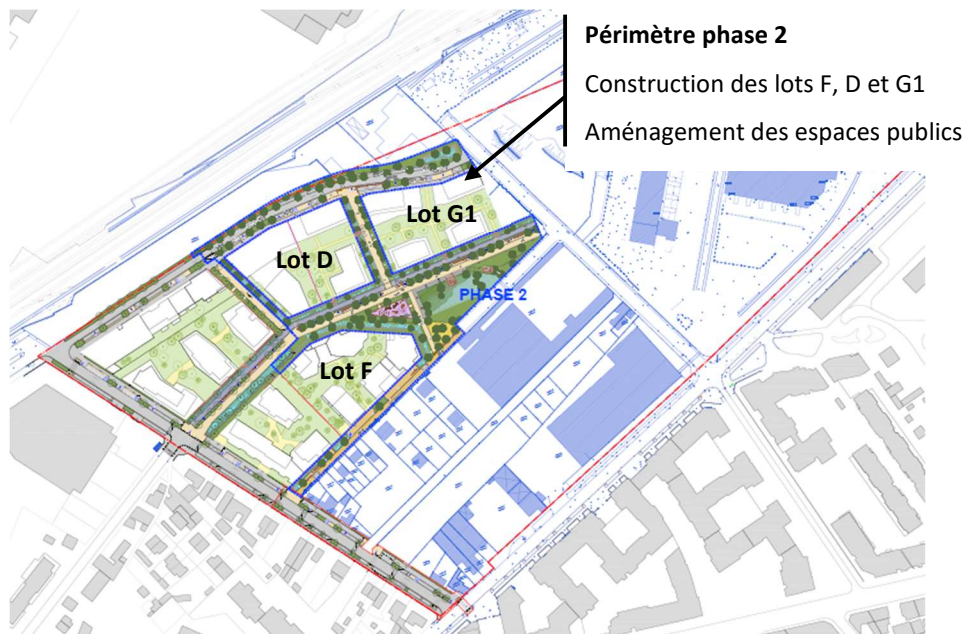 Périmètre phase 2
Construction des lots F, D et G1
Aménagement des espaces publics
Lot G1
Lot D
PHASE 2
Lot F